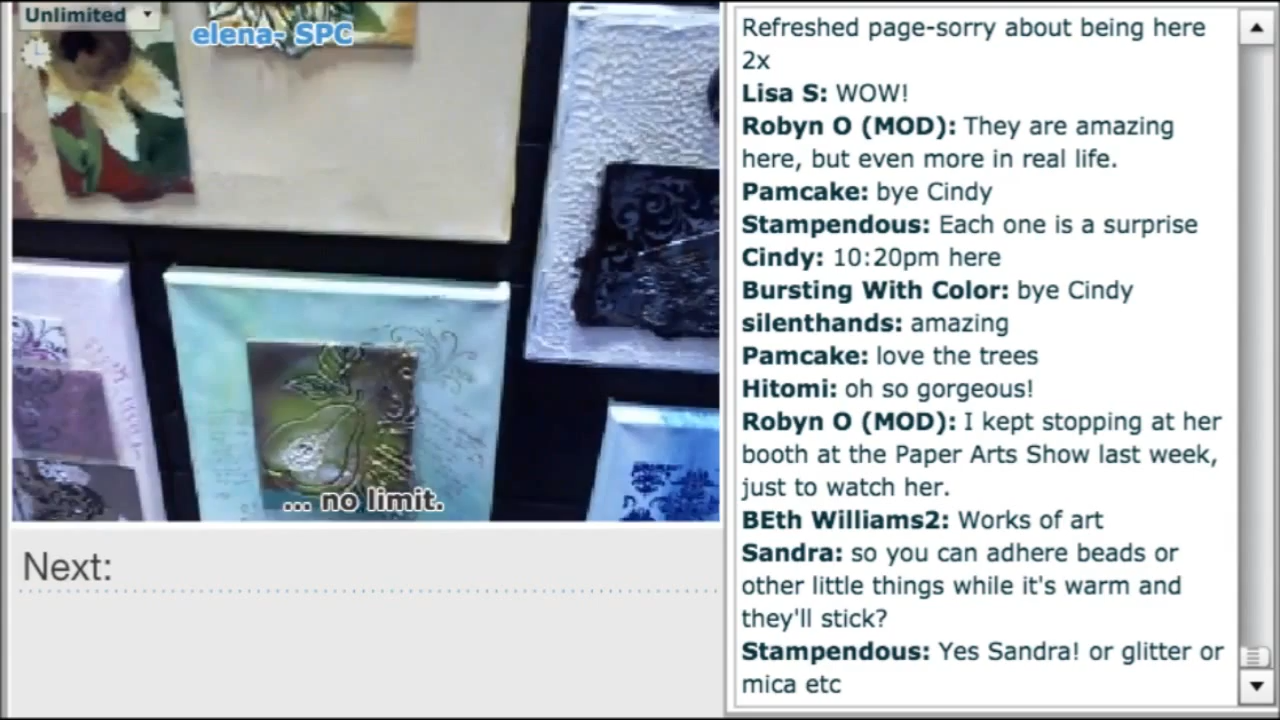 Unlimited
elena- SPC
... no limit.
Next:
Refreshed page-sorry about being here
2x
Lisa S: WOW!
Robyn O (MOD): They are amazing
here, but even more in real life.
Pamcake: bye Cindy
Stampendous: Each one is a surprise
Cindy: 10:20pm here
Bursting With Color: bye Cindy
silenthands: amazing
Pamcake: love the trees
Hitomi: oh so gorgeous!
Robyn O (MOD): I kept stopping at her
booth at the Paper Arts Show last week,
just to watch her.
BEth Williams2: Works of art
Sandra: so you can adhere beads or
other little things while it's warm and
they'll stick?
Stampendous: Yes Sandra! or glitter or
mica etc